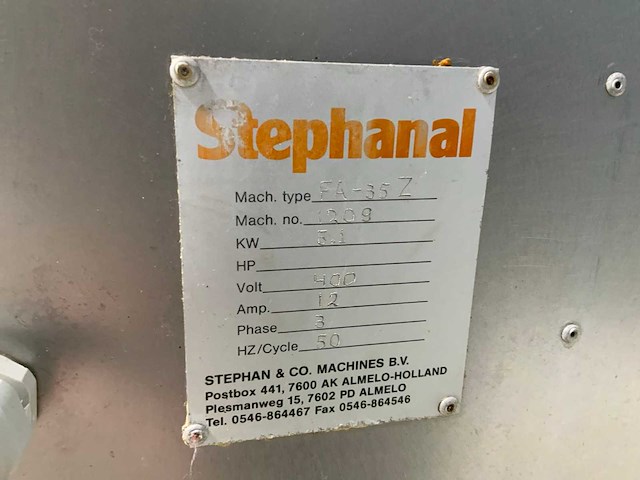 Stephanal
Mach. type FA-35 Z
Mach. no. 1209
KW 3.1
HP
Volt 400
Amp. 12
Phase 3
HZ/Cycle 50
STEPHAN & CO. MACHINES B.V.
Postbox 441, 7600 AK ALMELO-HOLLAND
Plesmanweg 15, 7602 PD ALMELO
Tel. 0546-864467 Fax 0546-864546